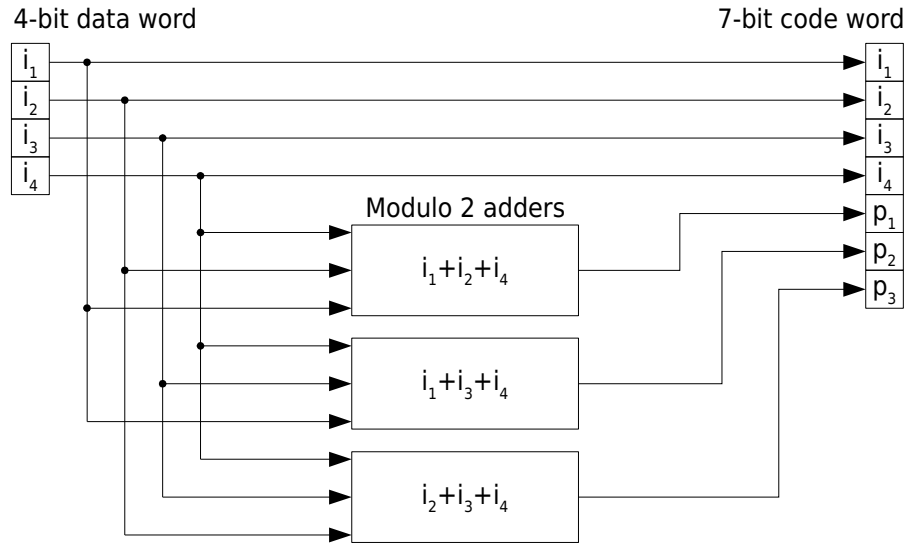 4-bit data word
7-bit code word
i₁
i₂
i₃
i₄
i₁
i₂
i₃
i₄
p₁
p₂
p₃
Modulo 2 adders
i₁+i₂+i₄
i₁+i₃+i₄
i₂+i₃+i₄